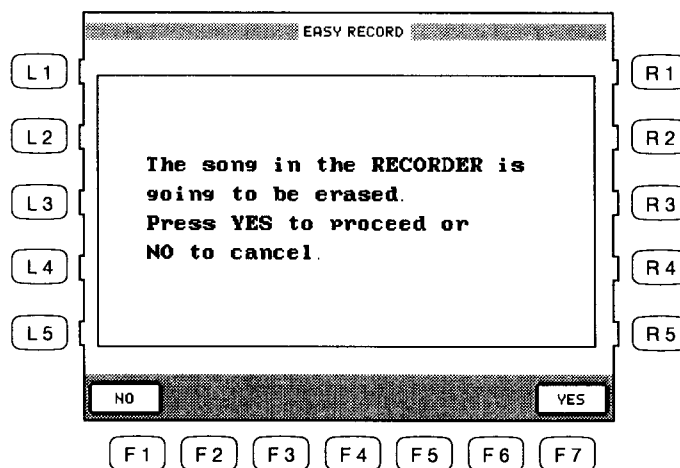 EASY RECORD
L1
R1
L2
R2
The song in the RECORDER is
going to be erased.
L3
R3
Press YES to proceed or
NO to cancel.
L4
R4
L5
R5
NO
YES
F1 F2 F3 F4 F5 F6 F7